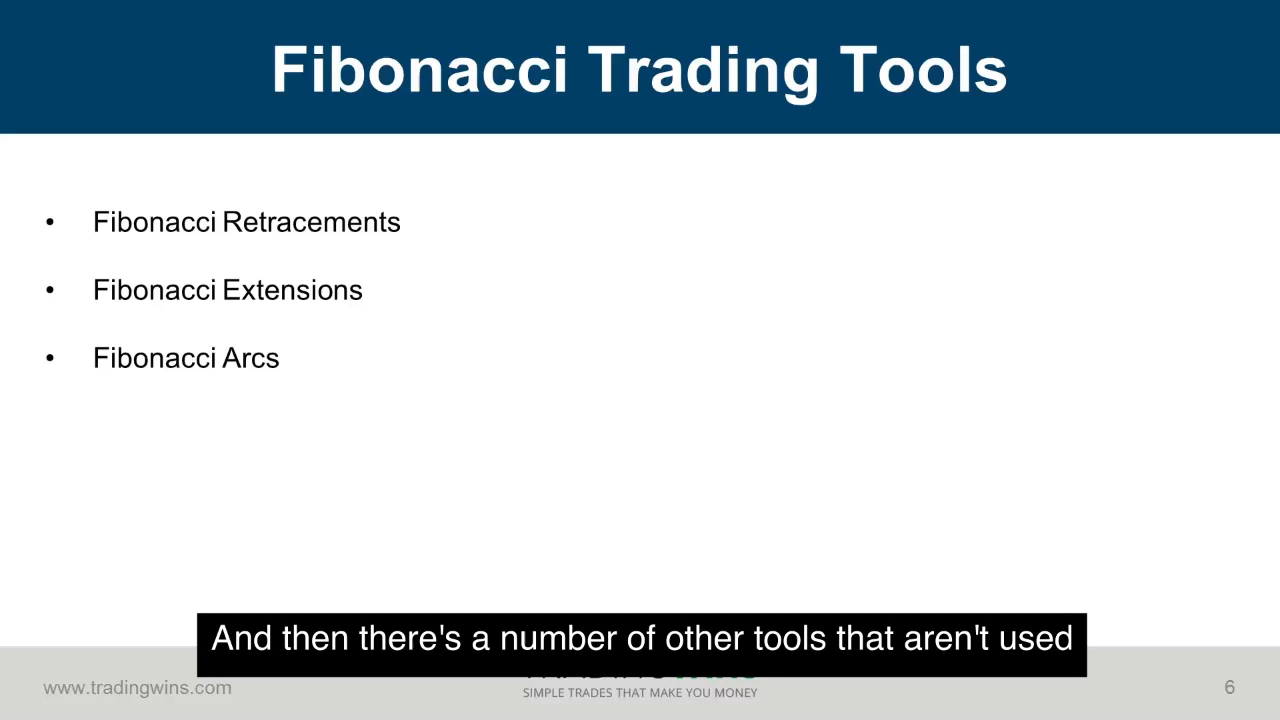 Fibonacci Trading Tools
• Fibonacci Retracements
• Fibonacci Extensions
• Fibonacci Arcs
And then there's a number of other tools that aren't used
www.tradingwins.com
SIMPLE TRADES THAT MAKE YOU MONEY
6